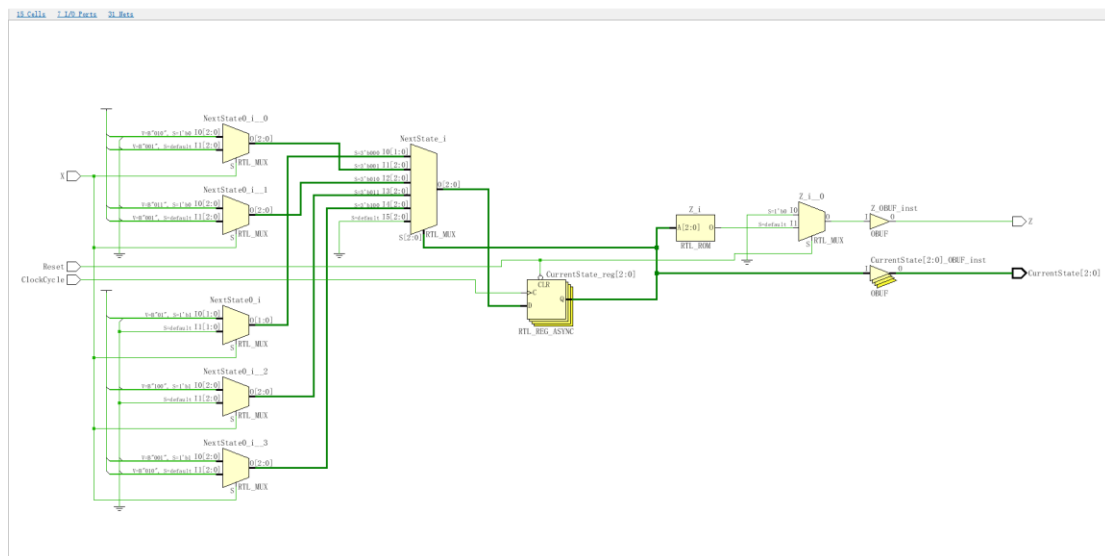 15 Cells 7 I/O Ports 31 Nets
NextState0_i__0
V=B"010", S=1'b0 I0[2:0]
V=B"001", S=default I1[2:0]
O[2:0]
S RTL_MUX
X
NextState0_i__1
V=B"011", S=1'b0 I0[2:0]
V=B"001", S=default I1[2:0]
O[2:0]
S RTL_MUX
NextState_i
S=3'b000 I0[1:0]
S=3'b001 I1[2:0]
S=3'b010 I2[2:0]
S=3'b011 I3[2:0]
S=3'b100 I4[2:0]
S=default I5[2:0]
O[2:0]
S[2:0] RTL_MUX
Z_i
A[2:0] O
RTL_ROM
Z_i__0
S=1'b0 I0
S=default I1
O
S RTL_MUX
Z_OBUF_inst
I O
OBUF
Z
Reset
ClockCycle
CurrentState_reg[2:0]
CLR
C
D
Q
RTL_REG_ASYNC
CurrentState[2:0]_OBUF_inst
I O
OBUF
CurrentState[2:0]
NextState0_i
V=B"01", S=1'b1 I0[1:0]
S=default I1[1:0]
O[1:0]
S RTL_MUX
NextState0_i__2
V=B"100", S=1'b1 I0[2:0]
S=default I1[2:0]
O[2:0]
S RTL_MUX
NextState0_i__3
V=B"001", S=1'b1 I0[2:0]
V=B"010", S=default I1[2:0]
O[2:0]
S RTL_MUX